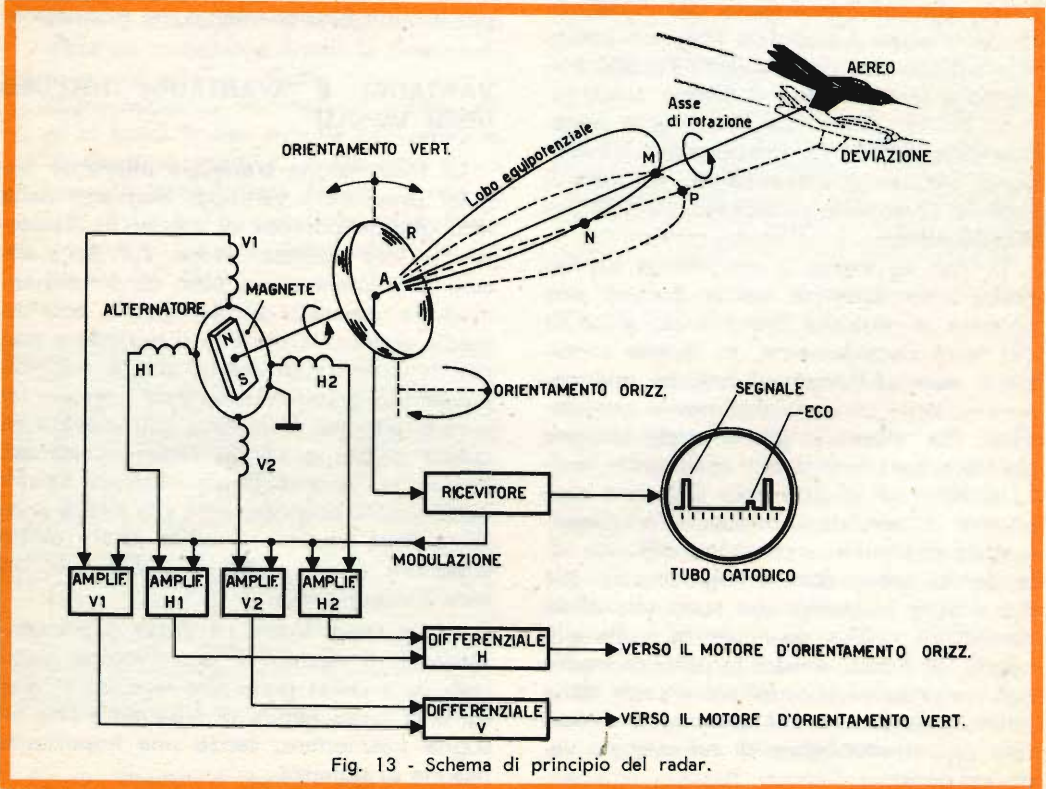 AEREO
Asse
di rotazione
ORIENTAMENTO VERT.
Lobo equipotenziale
M
DEVIAZIONE
P
R
N
V1
A
MAGNETE
ALTERNATORE
N
S
H1
H2
ORIENTAMENTO ORIZZ.
SEGNALE
ECO
V2
RICEVITORE
MODULAZIONE
TUBO CATODICO
AMPLIF.
V1
AMPLIF.
H1
AMPLIF.
V2
AMPLIF.
H2
DIFFERENZIALE
H
VERSO IL MOTORE D'ORIENTAMENTO ORIZZ.
DIFFERENZIALE
V
VERSO IL MOTORE D'ORIENTAMENTO VERT.
Fig. 13 - Schema di principio del radar.